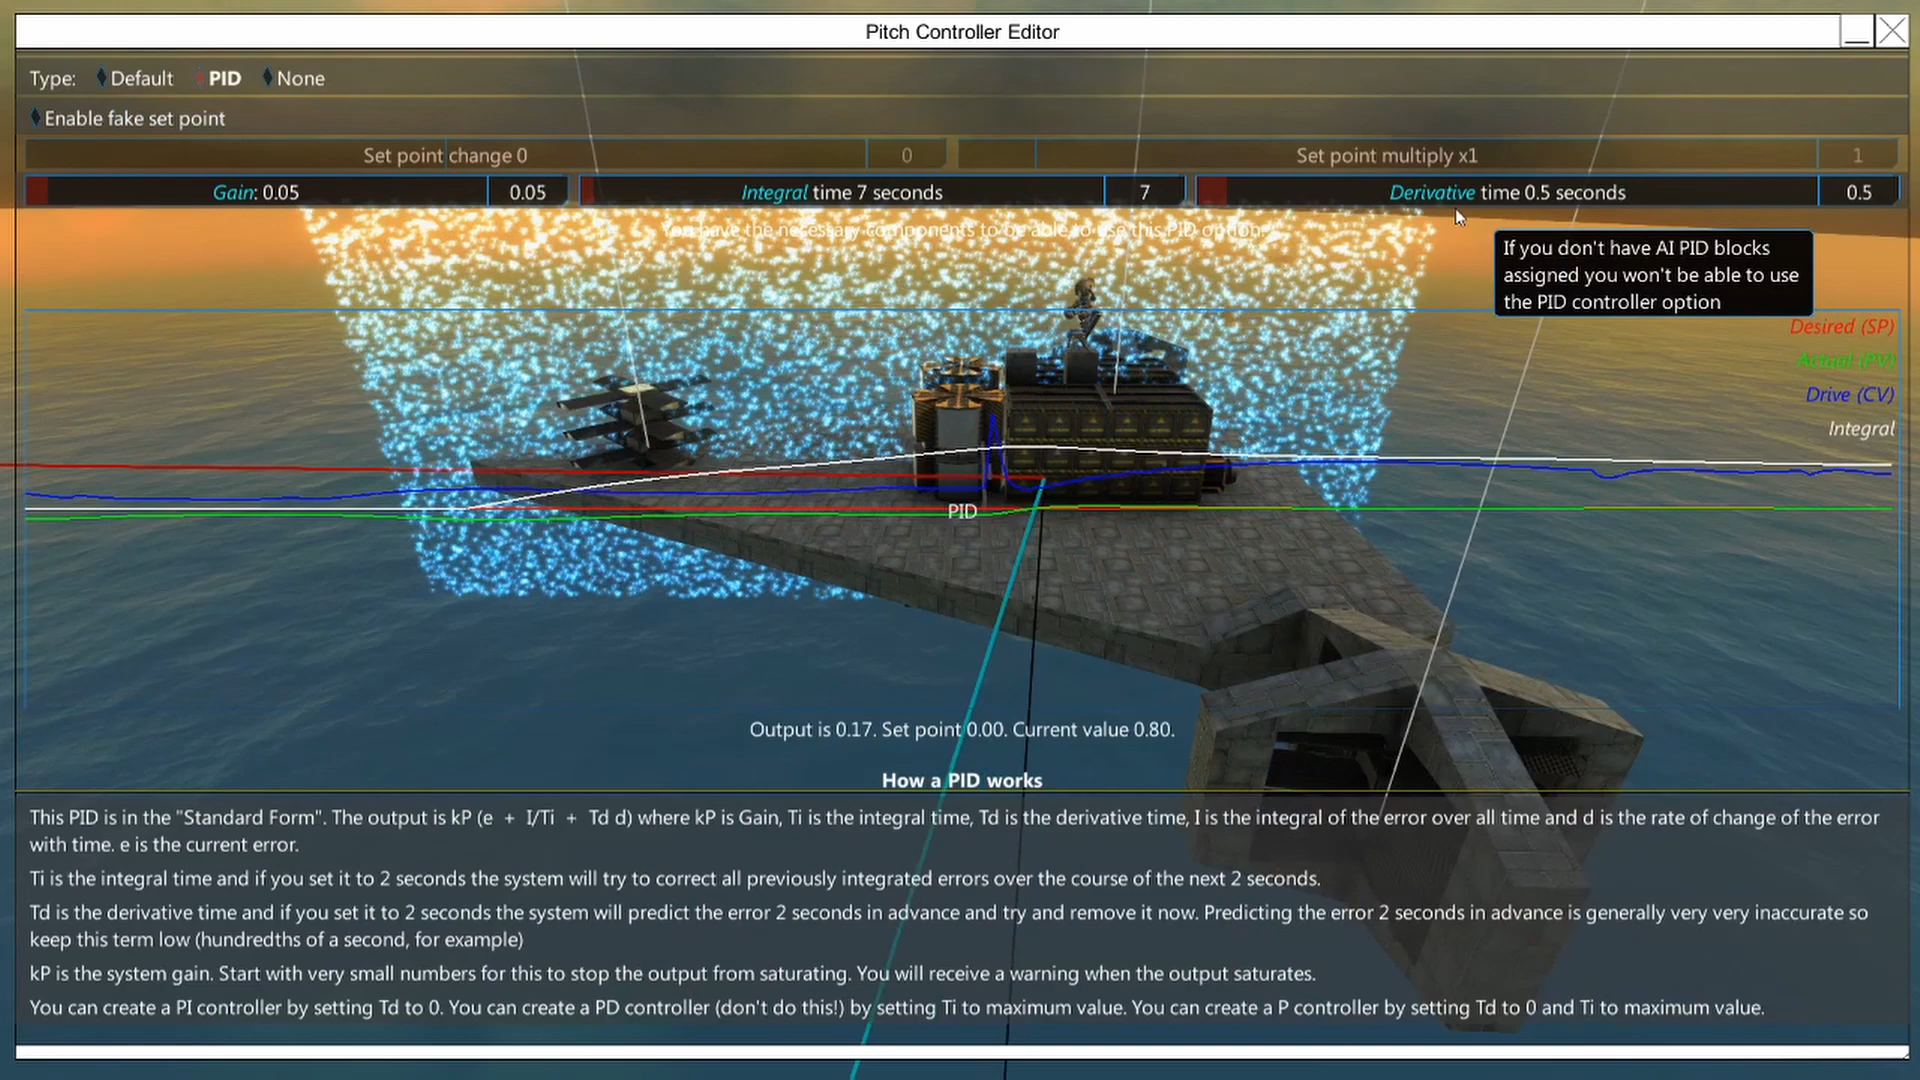 Pitch Controller Editor
Type: Default PID None
Enable fake set point
Set point change 0 0 Set point multiply x1 1
Gain: 0.05 0.05 Integral time 7 seconds 7 Derivative time 0.5 seconds 0.5
You have the necessary components to be able to use this PID option
If you don't have AI PID blocks
assigned you won't be able to use
the PID controller option
Desired (SP)
Actual (PV)
Drive (CV)
Integral
PID
Output is 0.17. Set point 0.00. Current value 0.80.
How a PID works
This PID is in the "Standard Form". The output is kP (e + I/Ti + Td d) where kP is Gain, Ti is the integral time, Td is the derivative time, I is the integral of the error over all time and d is the rate of change of the error
with time. e is the current error.
Ti is the integral time and if you set it to 2 seconds the system will try to correct all previously integrated errors over the course of the next 2 seconds.
Td is the derivative time and if you set it to 2 seconds the system will predict the error 2 seconds in advance and try and remove it now. Predicting the error 2 seconds in advance is generally very very inaccurate so
keep this term low (hundredths of a second, for example)
kP is the system gain. Start with very small numbers for this to stop the output from saturating. You will receive a warning when the output saturates.
You can create a PI controller by setting Td to 0. You can create a PD controller (don't do this!) by setting Ti to maximum value. You can create a P controller by setting Td to 0 and Ti to maximum value.